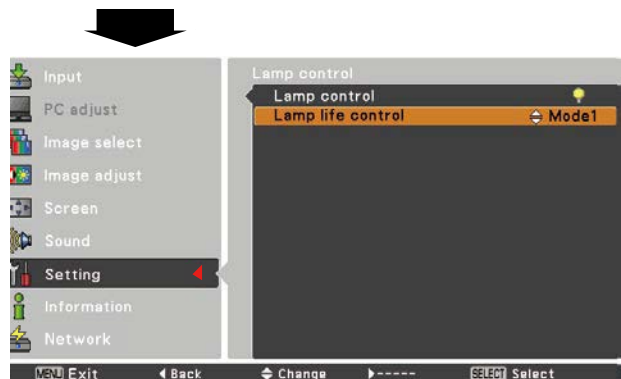 Input
PC adjust
Image select
Image adjust
Screen
Sound
Setting
Information
Network
Lamp control
Lamp control
Lamp life control Mode1
MENU Exit Back Change ----- SELECT Select